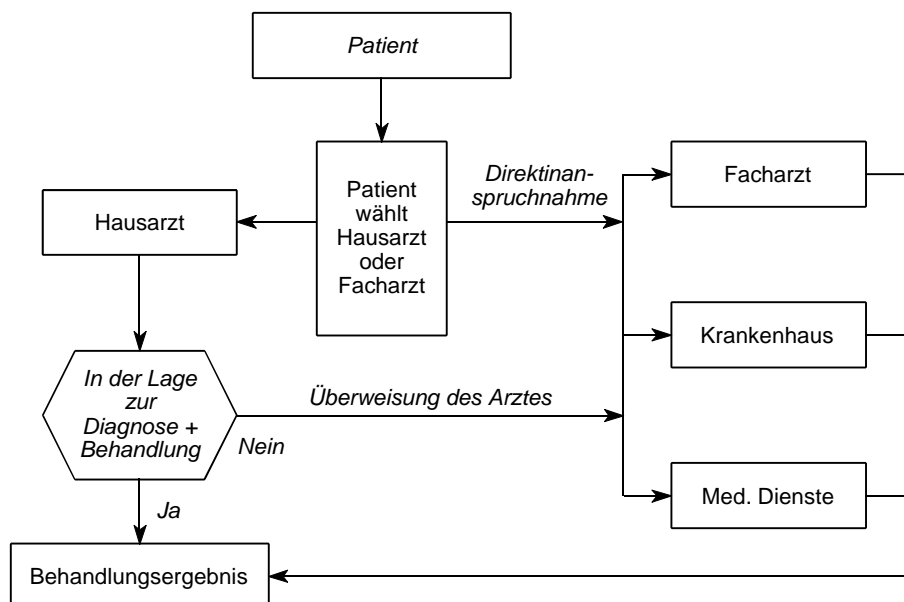 Patient
Patient
wählt
Hausarzt
oder
Facharzt
Direktinan-
spruchnahme
Facharzt
Hausarzt
Krankenhaus
In der Lage
zur
Diagnose +
Behandlung
Überweisung des Arztes
Nein
Med. Dienste
Ja
Behandlungsergebnis